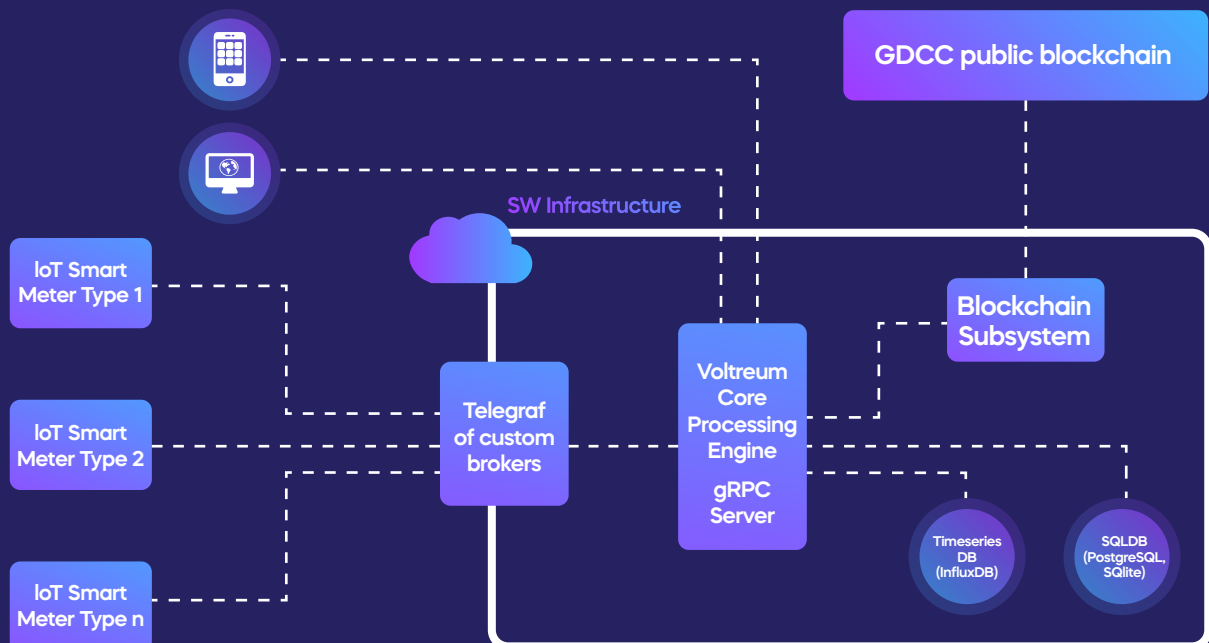 GDCC public blockchain
SW Infrastructure
IoT Smart
Meter Type 1
Blockchain
Subsystem
Voltreum
Core
Processing
Engine
gRPC
Server
Telegraf
of custom
brokers
IoT Smart
Meter Type 2
Timeseries
DB
(InfluxDB)
SQLDB
(PostgreSQL,
SQlite)
IoT Smart
Meter Type n